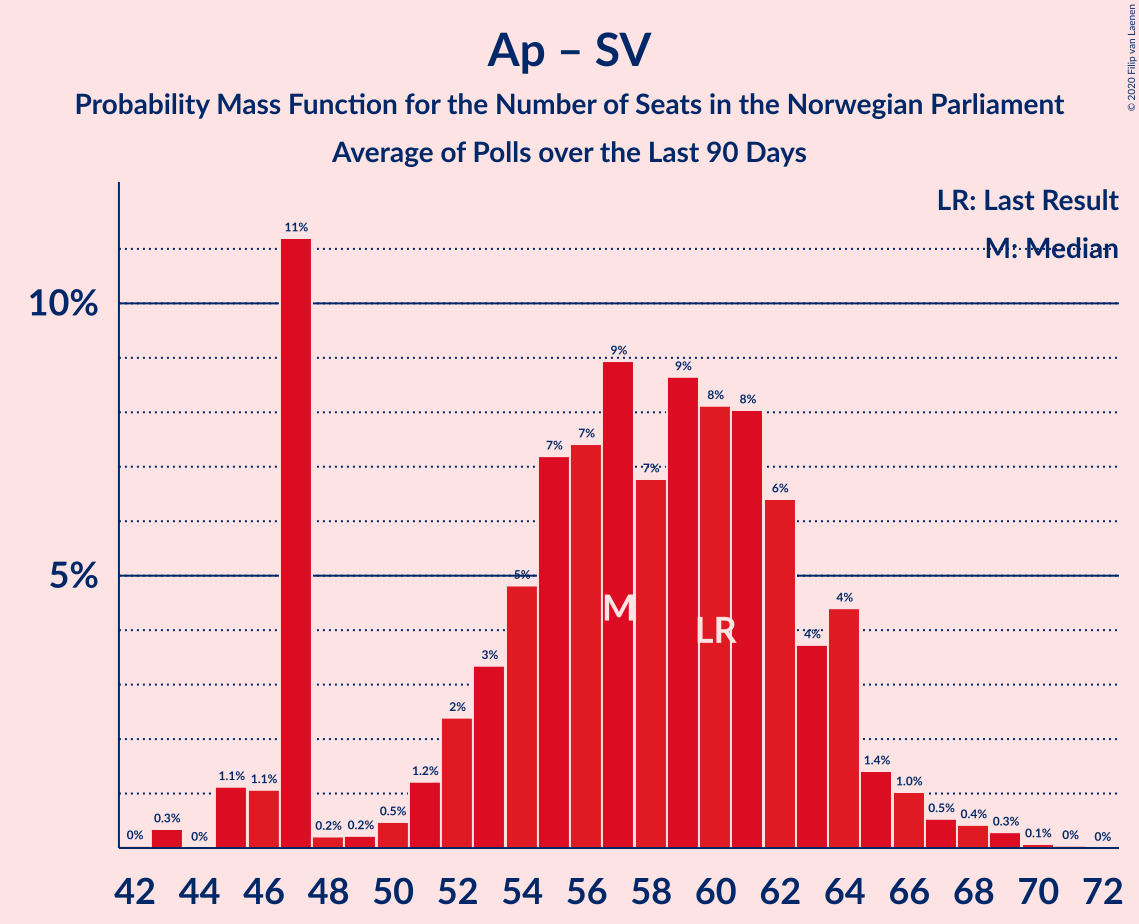 Ap – SV
Probability Mass Function for the Number of Seats in the Norwegian Parliament
Average of Polls over the Last 90 Days
© 2020 Filip van Laenen
LR: Last Result
M: Median
10%
5%
0% 0.3% 0% 1.1% 1.1% 11% 0.2% 0.2% 0.5% 1.2% 2% 3% 5% 7% 7% 9% 7% 9% 8% 8% 6% 4% 4% 1.4% 1.0% 0.5% 0.4% 0.3% 0.1% 0% 0%
M
LR
42 44 46 48 50 52 54 56 58 60 62 64 66 68 70 72